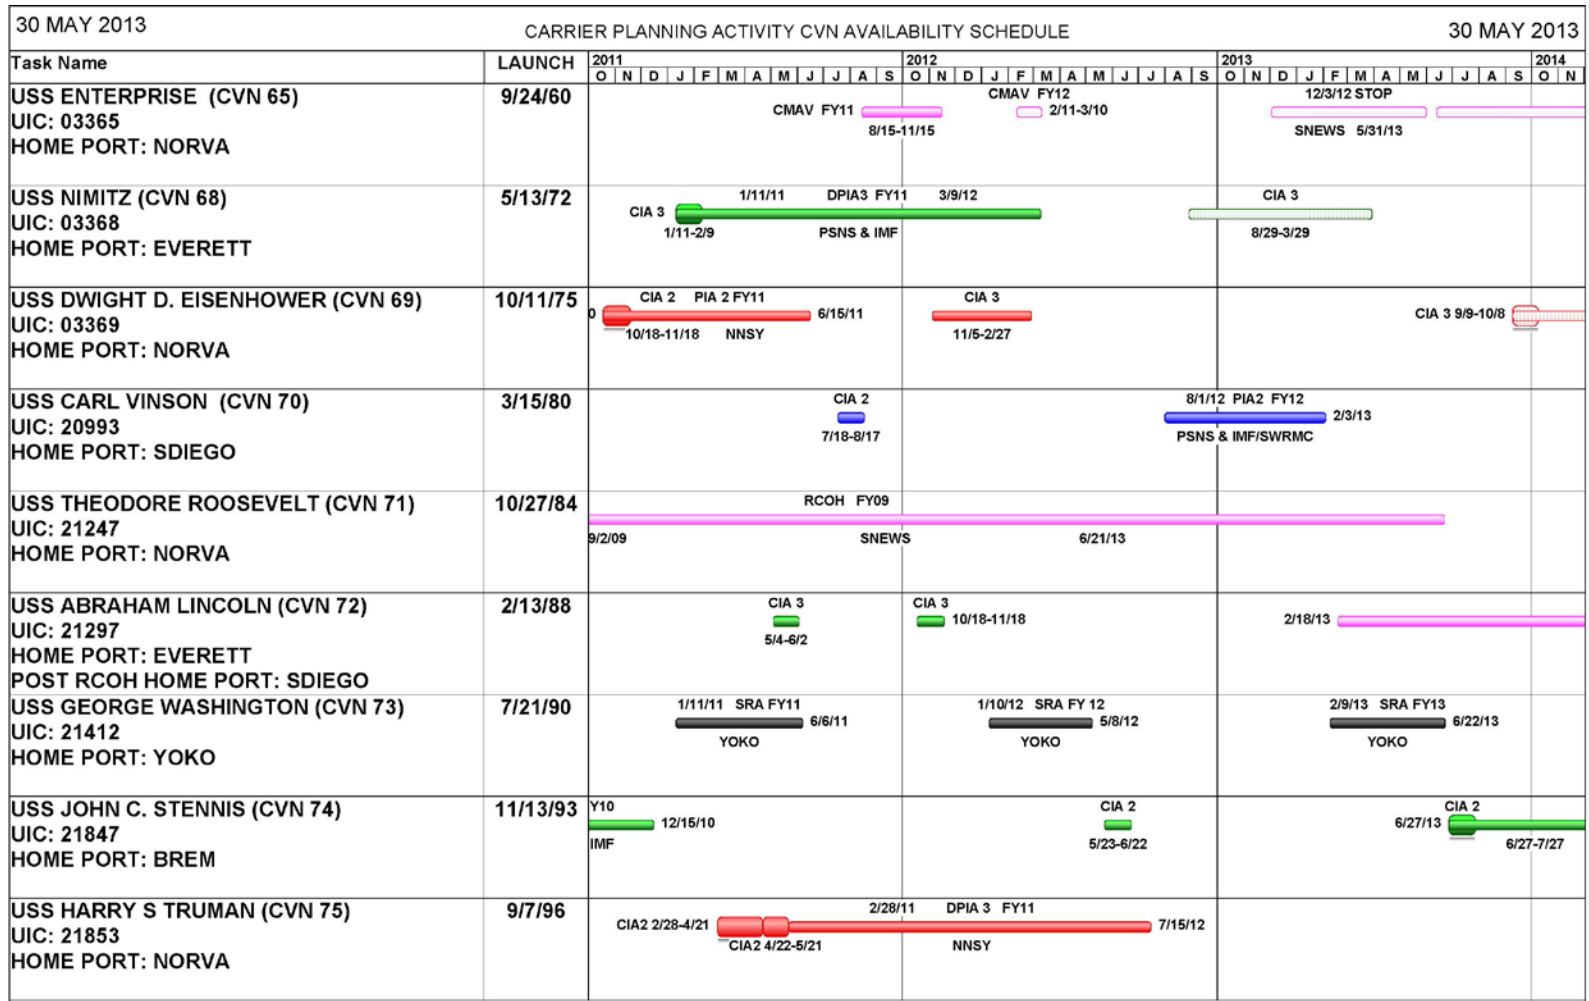 30 MAY 2013
CARRIER PLANNING ACTIVITY CVN AVAILABILITY SCHEDULE
30 MAY 2013
Task Name LAUNCH 2011 2012 2013 2014
O N D J F M A M J J A S O N D J F M A M J J A S O N D J F M A M J J A S O N
USS ENTERPRISE (CVN 65) 9/24/60
UIC: 03365
HOME PORT: NORVA
CMAV FY11
8/15-11/15
CMAV FY12
2/11-3/10
12/3/12 STOP
SNEWS 5/31/13
USS NIMITZ (CVN 68) 5/13/72
UIC: 03368
HOME PORT: EVERETT
CIA 3
1/11-2/9
1/11/11 DPIA3 FY11 3/9/12
PSNS & IMF
CIA 3
8/29-3/29
USS DWIGHT D. EISENHOWER (CVN 69) 10/11/75
UIC: 03369
HOME PORT: NORVA
0
CIA 2 PIA 2 FY11
6/15/11
10/18-11/18 NNSY
CIA 3
11/5-2/27
CIA 3 9/9-10/8
USS CARL VINSON (CVN 70) 3/15/80
UIC: 20993
HOME PORT: SDIEGO
CIA 2
7/18-8/17
8/1/12 PIA2 FY12
2/3/13
PSNS & IMF/SWRMC
USS THEODORE ROOSEVELT (CVN 71) 10/27/84
UIC: 21247
HOME PORT: NORVA
RCOH FY09
9/2/09 SNEWS 6/21/13
USS ABRAHAM LINCOLN (CVN 72) 2/13/88
UIC: 21297
HOME PORT: EVERETT
POST RCOH HOME PORT: SDIEGO
CIA 3
5/4-6/2
CIA 3
10/18-11/18
2/18/13
USS GEORGE WASHINGTON (CVN 73) 7/21/90
UIC: 21412
HOME PORT: YOKO
1/11/11 SRA FY11
6/6/11
YOKO
1/10/12 SRA FY 12
5/8/12
YOKO
2/9/13 SRA FY13
6/22/13
YOKO
USS JOHN C. STENNIS (CVN 74) 11/13/93
UIC: 21847
HOME PORT: BREM
Y10
12/15/10
IMF
CIA 2
5/23-6/22
CIA 2
6/27/13
6/27-7/27
USS HARRY S TRUMAN (CVN 75) 9/7/96
UIC: 21853
HOME PORT: NORVA
CIA2 2/28-4/21
CIA2 4/22-5/21
2/28/11 DPIA 3 FY11
7/15/12
NNSY